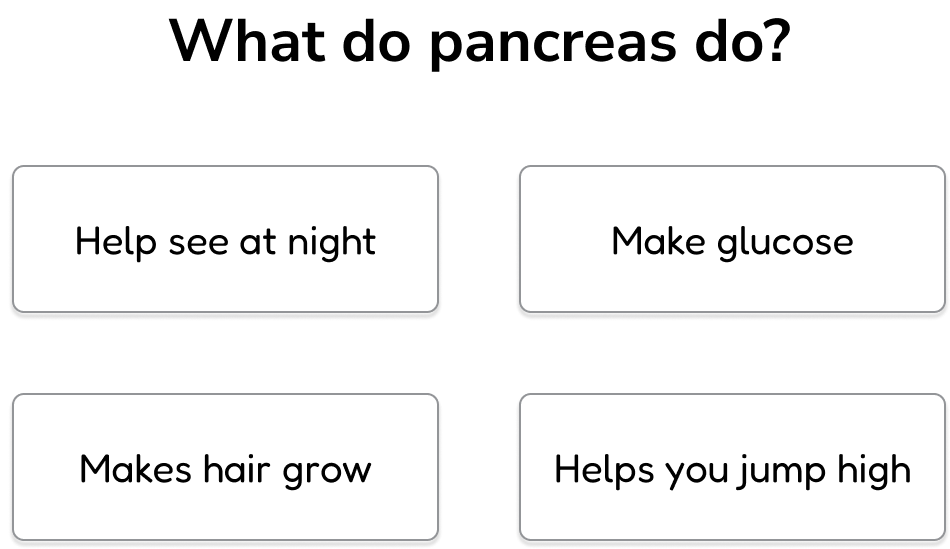 What do pancreas do?
Help see at night
Make glucose
Makes hair grow
Helps you jump high